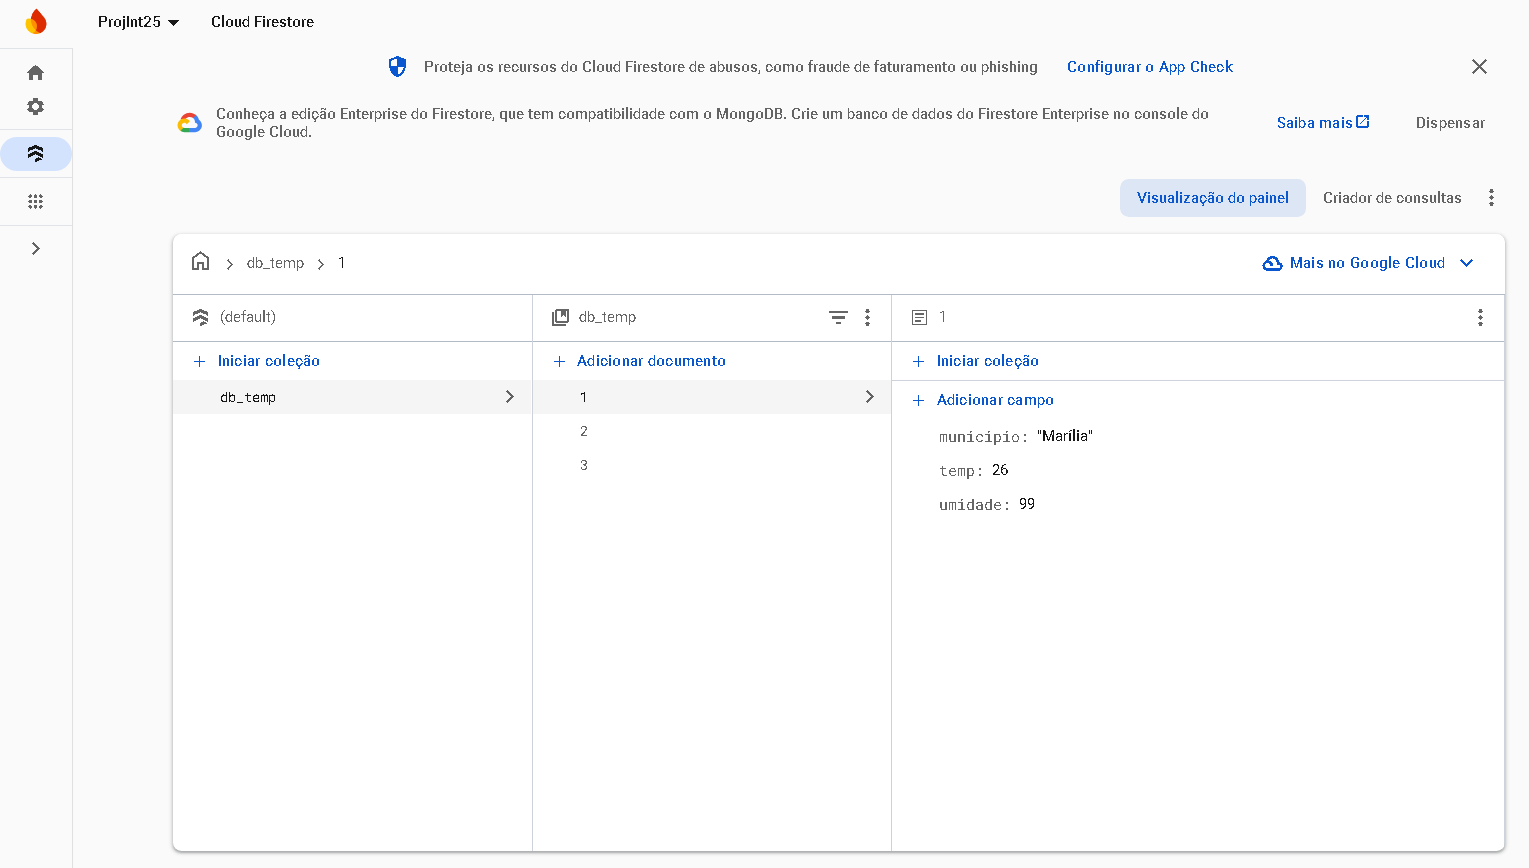 ProjInt25
Cloud Firestore
Proteja os recursos do Cloud Firestore de abusos, como fraude de faturamento ou phishing
Configurar o App Check
Conheça a edição Enterprise do Firestore, que tem compatibilidade com o MongoDB. Crie um banco de dados do Firestore Enterprise no console do
Google Cloud.
Saiba mais
Dispensar
Visualização do painel
Criador de consultas
db_temp
1
Mais no Google Cloud
(default)
db_temp
1
Iniciar coleção
Adicionar documento
Iniciar coleção
db_temp
1
2
3
Adicionar campo
municipio: "Marília"
temp: 26
umidade: 99